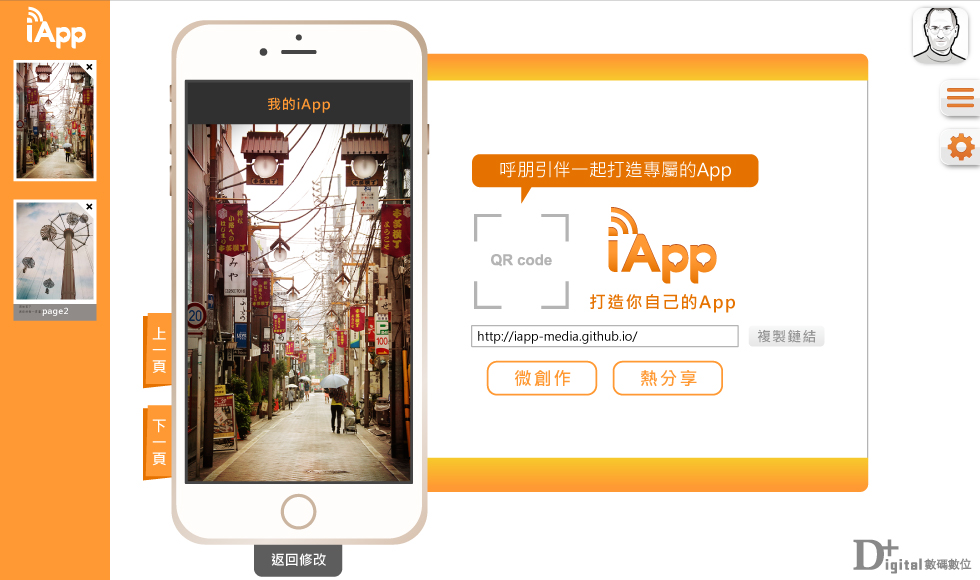 iApp
page2
上一頁
下一頁
我的iApp
20
P
100
返回修改
呼朋引伴一起打造專屬的App
QR code
iApp
打造你自己的App
http://iapp-media.github.io/
複製鏈結
微創作
熱分享
D+igital 數碼數位